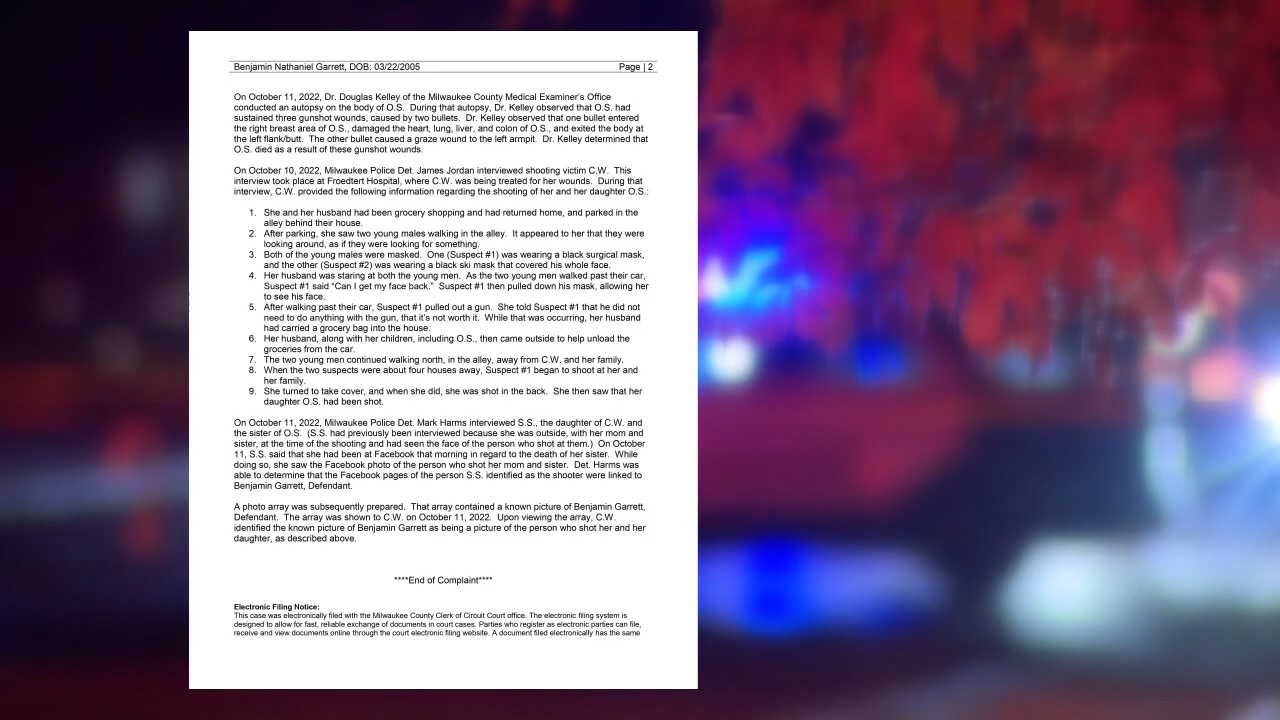 Benjamin Nathaniel Garrett, DOB: 03/22/2005 Page | 2
On October 11, 2022, Dr. Douglas Kelley of the Milwaukee County Medical Examiner's Office
conducted an autopsy on the body of O.S. During that autopsy, Dr. Kelley observed that O.S. had
sustained three gunshot wounds, caused by two bullets. Dr. Kelley observed that one bullet entered
the right breast area of O.S., damaged the heart, lung, liver, and colon of O.S., and exited the body at
the left flank/butt. The other bullet caused a graze wound to the left armpit. Dr. Kelley determined that
O.S. died as a result of these gunshot wounds.
On October 10, 2022, Milwaukee Police Det. James Jordan interviewed shooting victim C.W. This
interview took place at Froedtert Hospital, where C.W. was being treated for her wounds. During that
interview, C.W. provided the following information regarding the shooting of her and her daughter O.S.:
1. She and her husband had been grocery shopping and had returned home, and parked in the
alley behind their house.
2. After parking, she saw two young males walking in the alley. It appeared to her that they were
looking around, as if they were looking for something.
3. Both of the young males were masked. One (Suspect #1) was wearing a black surgical mask,
and the other (Suspect #2) was wearing a black ski mask that covered his whole face.
4. Her husband was staring at both the young men. As the two young men walked past their car,
Suspect #1 said “Can I get my face back.” Suspect #1 then pulled down his mask, allowing her
to see his face.
5. After walking past their car, Suspect #1 pulled out a gun. She told Suspect #1 that he did not
need to do anything with the gun, that it's not worth it. While that was occurring, her husband
had carried a grocery bag into the house.
6. Her husband, along with her children, including O.S., then came outside to help unload the
groceries from the car.
7. The two young men continued walking north, in the alley, away from C.W. and her family.
8. When the two suspects were about four houses away, Suspect #1 began to shoot at her and
her family.
9. She turned to take cover, and when she did, she was shot in the back. She then saw that her
daughter O.S. had been shot.
On October 11, 2022, Milwaukee Police Det. Mark Harms interviewed S.S., the daughter of C.W. and
the sister of O.S. (S.S. had previously been interviewed because she was outside, with her mom and
sister, at the time of the shooting and had seen the face of the person who shot at them.) On October
11, S.S. said that she had been at Facebook that morning in regard to the death of her sister. While
doing so, she saw the Facebook photo of the person who shot her mom and sister. Det. Harms was
able to determine that the Facebook pages of the person S.S. identified as the shooter were linked to
Benjamin Garrett, Defendant.
A photo array was subsequently prepared. That array contained a known picture of Benjamin Garrett,
Defendant. The array was shown to C.W. on October 11, 2022. Upon viewing the array, C.W.
identified the known picture of Benjamin Garrett as being a picture of the person who shot her and her
daughter, as described above.
****End of Complaint****
Electronic Filing Notice:
This case was electronically filed with the Milwaukee County Clerk of Circuit Court office. The electronic filing system is
designed to allow for fast, reliable exchange of documents in court cases. Parties who register as electronic parties can file,
receive and view documents online through the court electronic filing website. A document filed electronically has the same